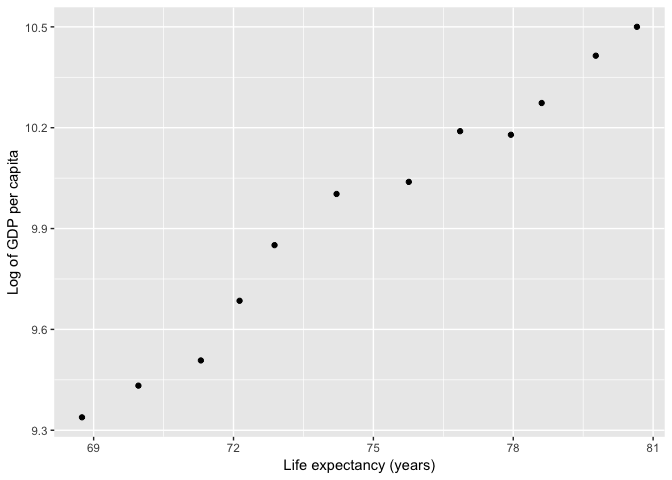 10.5
10.2
9.9
9.6
9.3
Log of GDP per capita
69 72 75 78 81
Life expectancy (years)